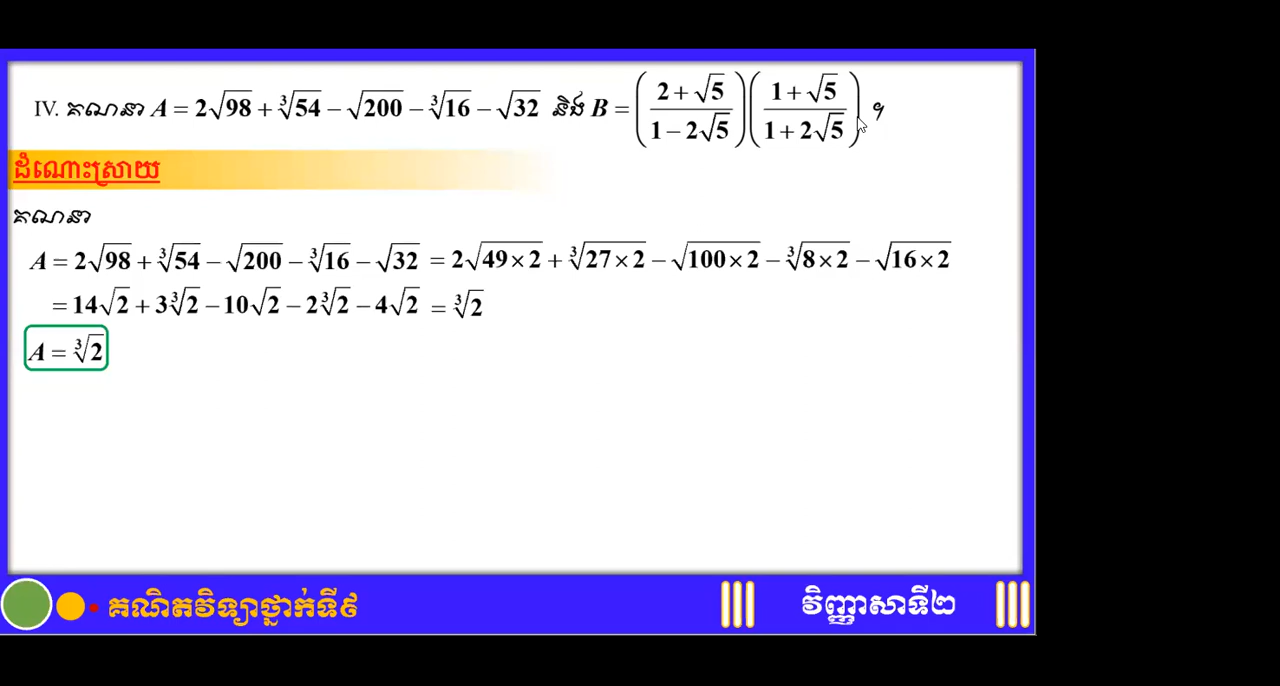 IV. គណនា A = 2√98 + ∛54 − √200 − ∛16 − √32 និង B = ((2 + √5)/(1 − 2√5))((1 + √5)/(1 + 2√5)) ។
ដំណោះស្រាយ
គណនា
A = 2√98 + ∛54 − √200 − ∛16 − √32 = 2√(49 × 2) + ∛(27 × 2) − √(100 × 2) − ∛(8 × 2) − √(16 × 2)
= 14√2 + 3∛2 − 10√2 − 2∛2 − 4√2 = ∛2
A = ∛2
• គណិតវិទ្យាថ្នាក់ទី៩ វិញ្ញាសាទី២